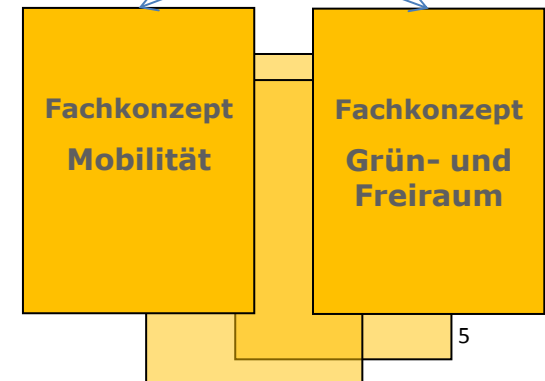 Fachkonzept
Mobilität
Fachkonzept
Grün- und
Freiraum
5